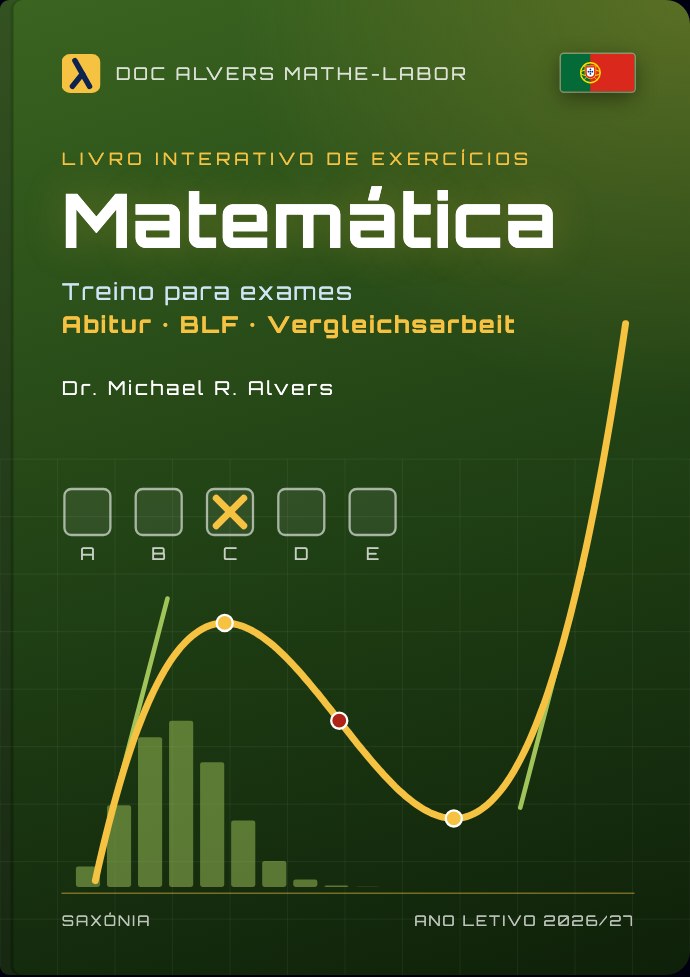 λ DOC ALVERS MATHE-LABOR
LIVRO INTERATIVO DE EXERCÍCIOS
Matemática
Treino para exames
Abitur · BLF · Vergleichsarbeit
Dr. Michael R. Alvers
A B C D E
SAXÓNIA ANO LETIVO 2026/27